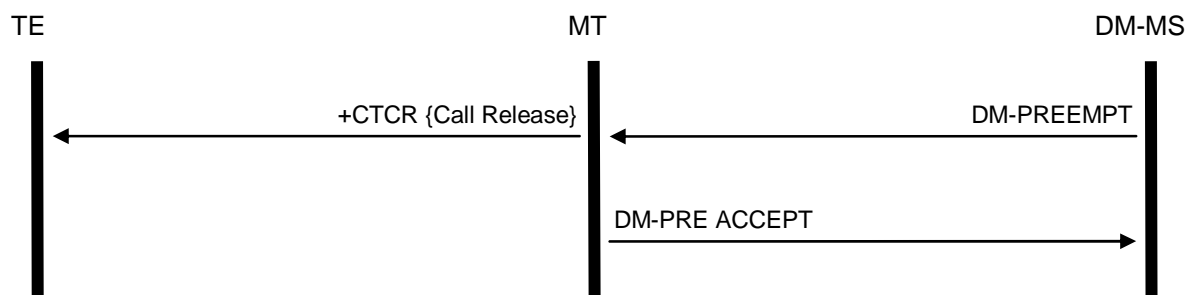 TE MT DM-MS
+CTCR {Call Release} DM-PREEMPT
DM-PRE ACCEPT